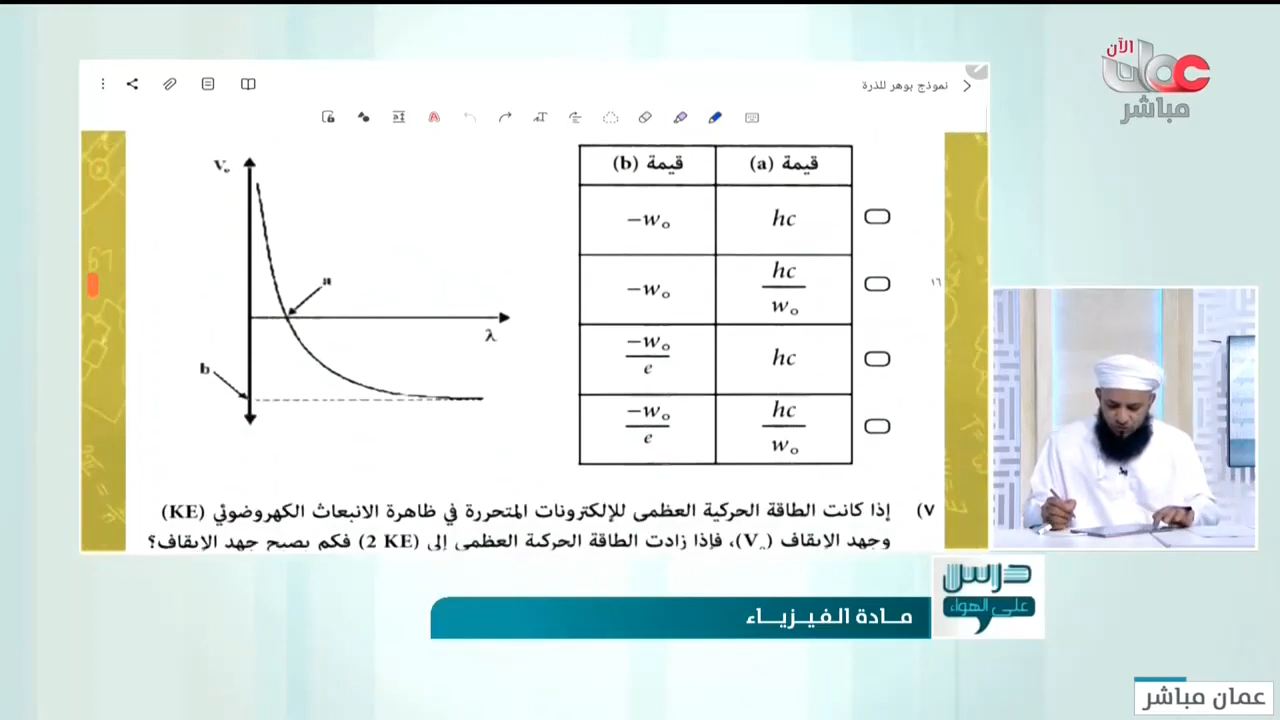 الآن
عمان
مباشر
نموذج بوهر للذرة
قيمة (a) قيمة (b)
hc −wₒ
hc/wₒ −wₒ
hc −wₒ/e
hc/wₒ −wₒ/e
١٦
Vₒ
a
λ
b
٧) إذا كانت الطاقة الحركية العظمى للإلكترونات المتحررة في ظاهرة الانبعاث الكهروضوئي (KE)
وجهد الإيقاف (Vₒ)، فإذا زادت الطاقة الحركية العظمى إلى (2 KE) فكم يصبح جهد الإيقاف؟
درس
على الهواء
مـادة الـفـيـزيـاء
عمان مباشر